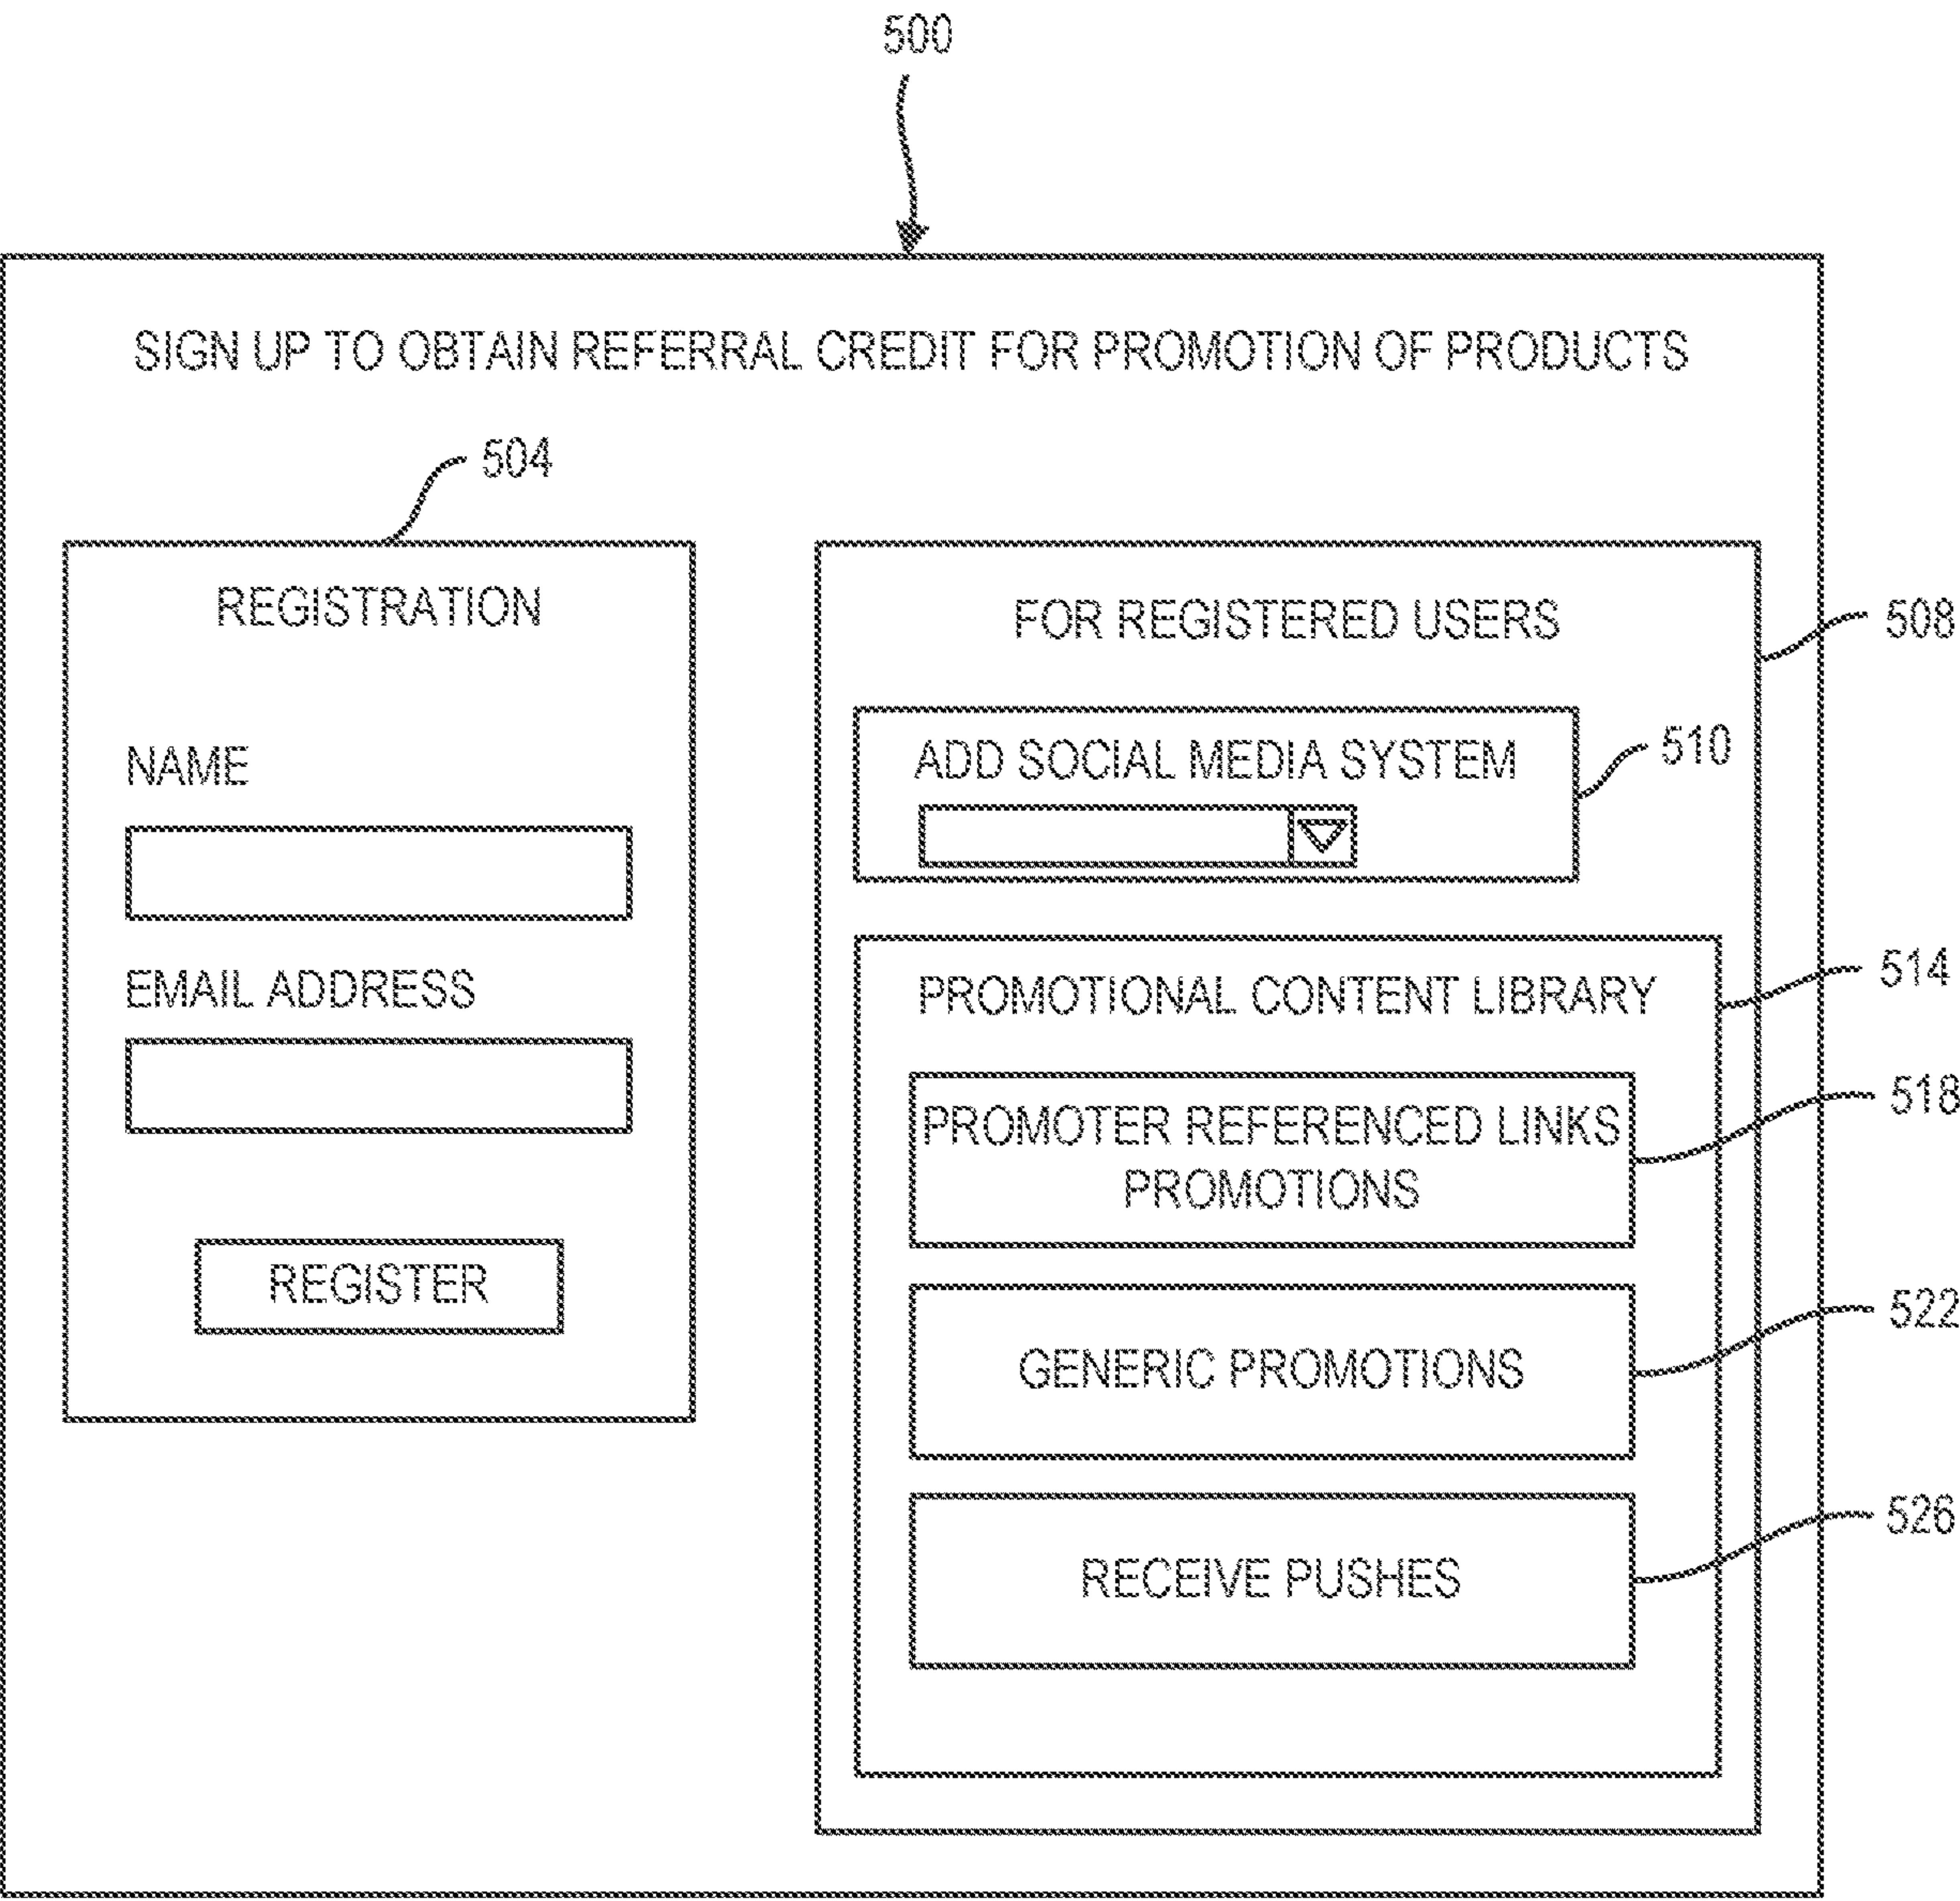 500
SIGN UP TO OBTAIN REFERRAL CREDIT FOR PROMOTION OF PRODUCTS
504
REGISTRATION
NAME
EMAIL ADDRESS
REGISTER
FOR REGISTERED USERS
508
ADD SOCIAL MEDIA SYSTEM
510
PROMOTIONAL CONTENT LIBRARY
514
PROMOTER REFERENCED LINKS
PROMOTIONS
518
GENERIC PROMOTIONS
522
RECEIVE PUSHES
526